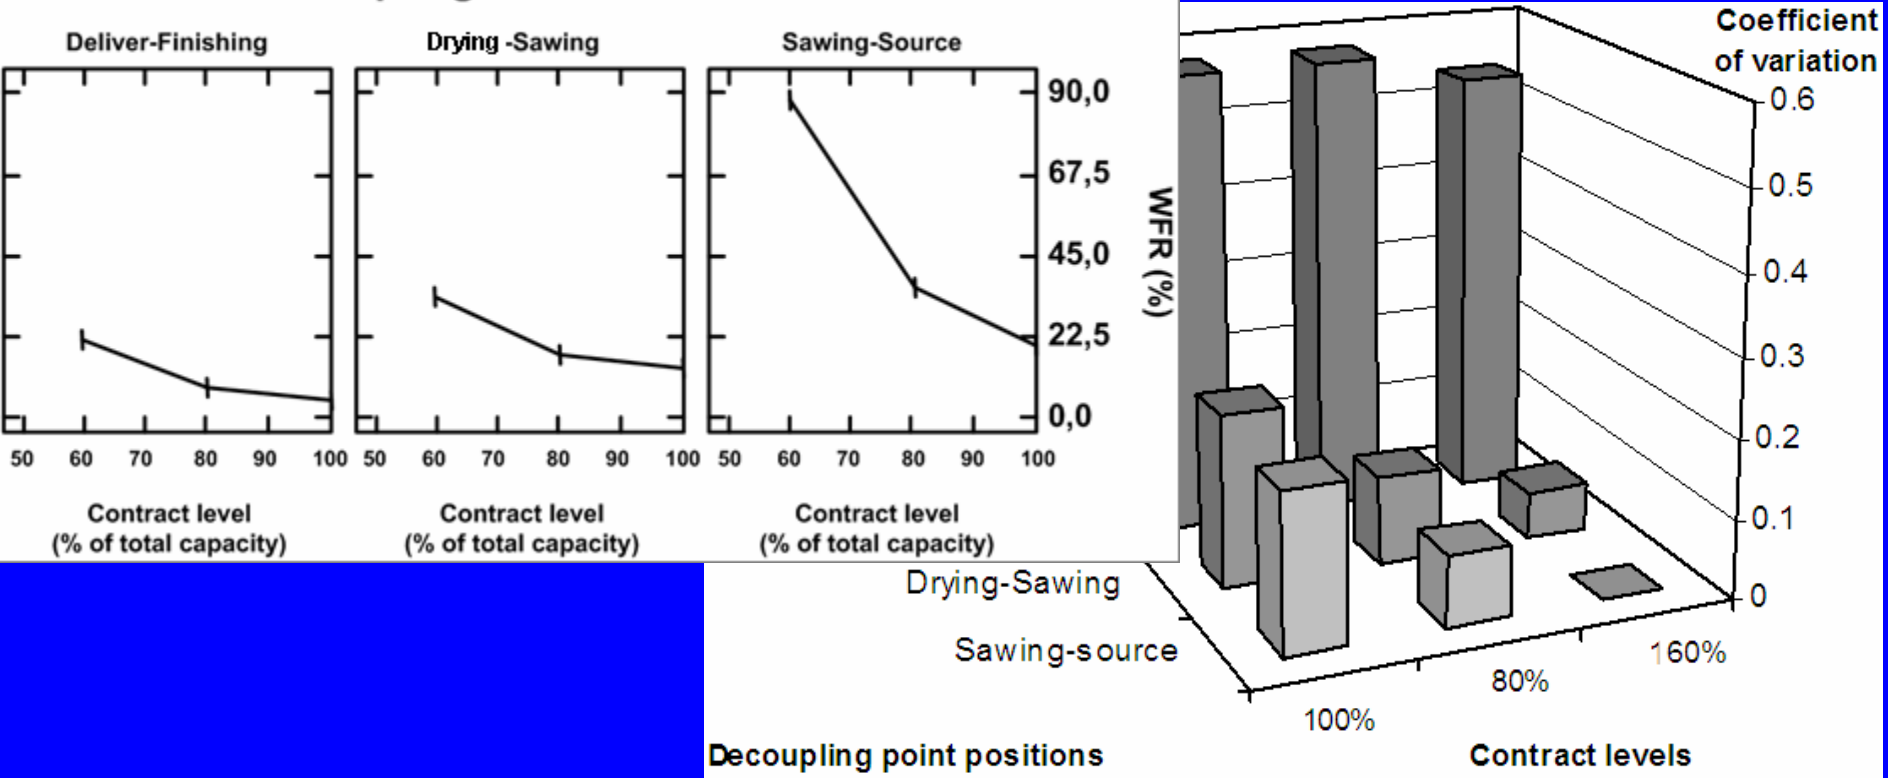 Deliver-Finishing
Drying -Sawing
Sawing-Source
90,0
67,5
45,0
22,5
0,0
WFR (%)
50 60 70 80 90 100
50 60 70 80 90 100
50 60 70 80 90 100
Contract level
(% of total capacity)
Contract level
(% of total capacity)
Contract level
(% of total capacity)
Coefficient
of variation
0.6
0.5
0.4
0.3
0.2
0.1
0
Drying-Sawing
Sawing-source
160%
80%
100%
Decoupling point positions
Contract levels